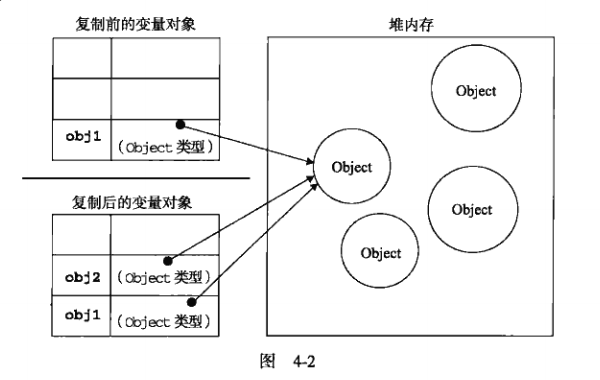 复制前的变量对象
堆内存
obj1
(Object 类型)
复制后的变量对象
obj2
(Object 类型)
obj1
(Object 类型)
Object
Object
Object
Object
图 4-2